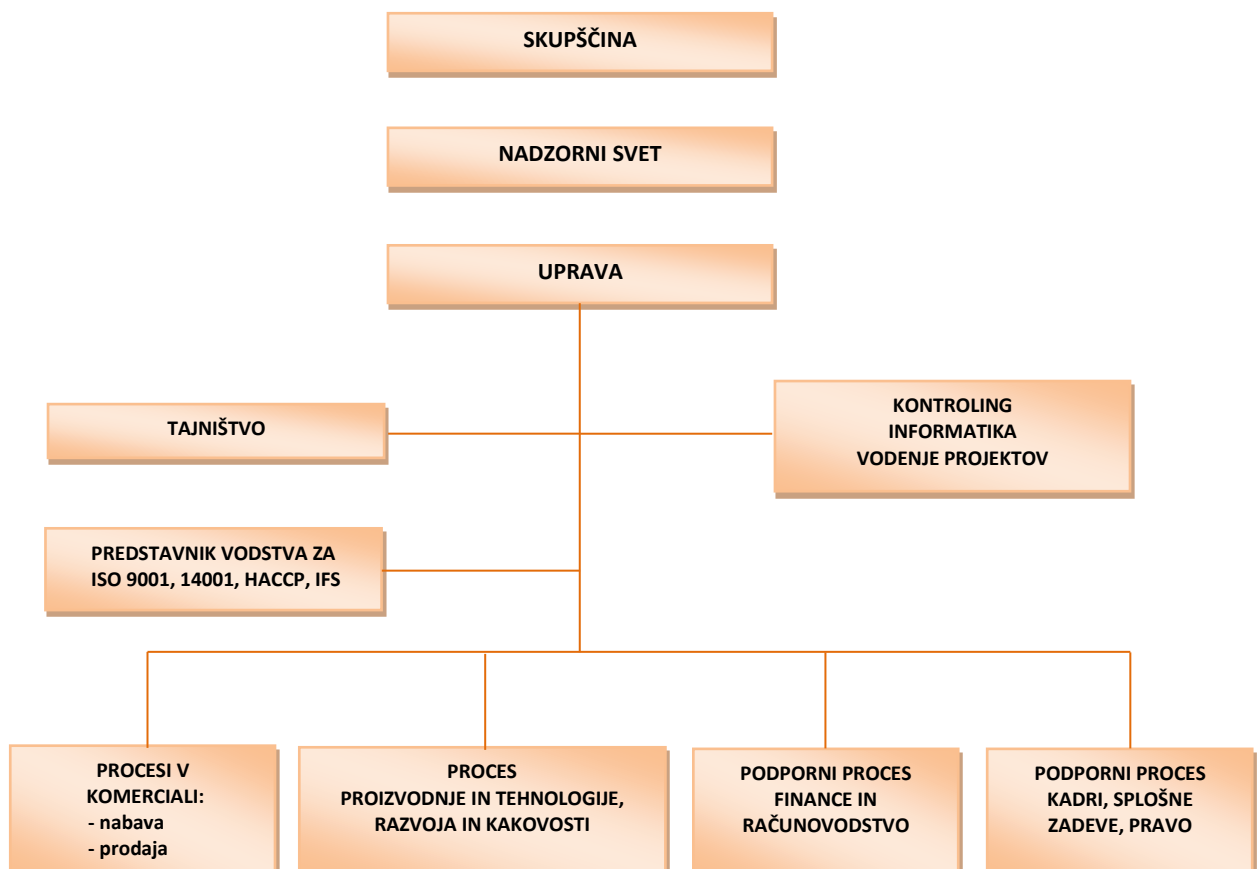 SKUPŠČINA
NADZORNI SVET
UPRAVA
TAJNIŠTVO
KONTROLING
INFORMATIKA
VODENJE PROJEKTOV
PREDSTAVNIK VODSTVA ZA
ISO 9001, 14001, HACCP, IFS
PROCESI V
KOMERCIALI:
- nabava
- prodaja
PROCES
PROIZVODNJE IN TEHNOLOGIJE,
RAZVOJA IN KAKOVOSTI
PODPORNI PROCES
FINANCE IN
RAČUNOVODSTVO
PODPORNI PROCES
KADRI, SPLOŠNE
ZADEVE, PRAVO